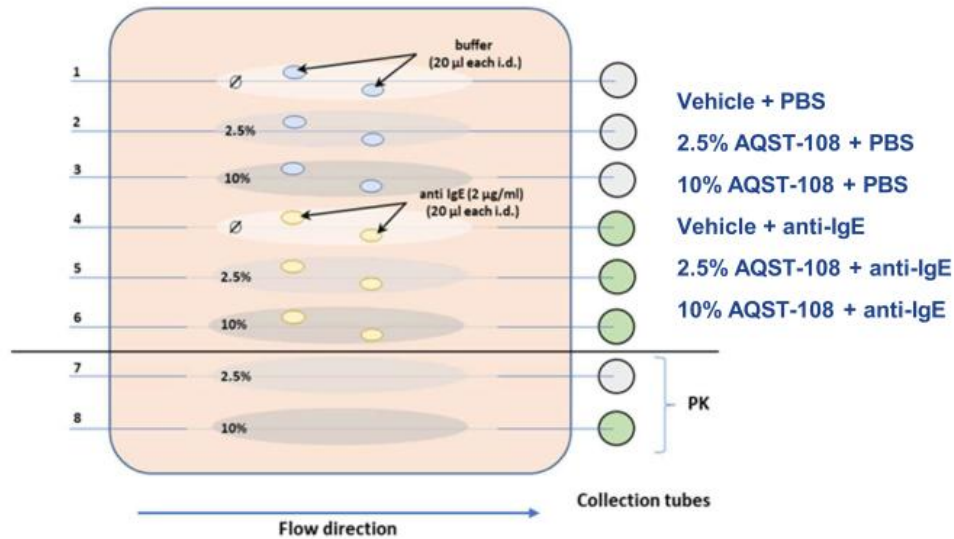 buffer
(20 µl each i.d.)
1
Ø
2
2.5%
3
10%
anti IgE (2 µg/ml)
(20 µl each i.d.)
4
Ø
5
2.5%
6
10%
7
2.5%
8
10%
Vehicle + PBS
2.5% AQST-108 + PBS
10% AQST-108 + PBS
Vehicle + anti-IgE
2.5% AQST-108 + anti-IgE
10% AQST-108 + anti-IgE
PK
Collection tubes
Flow direction